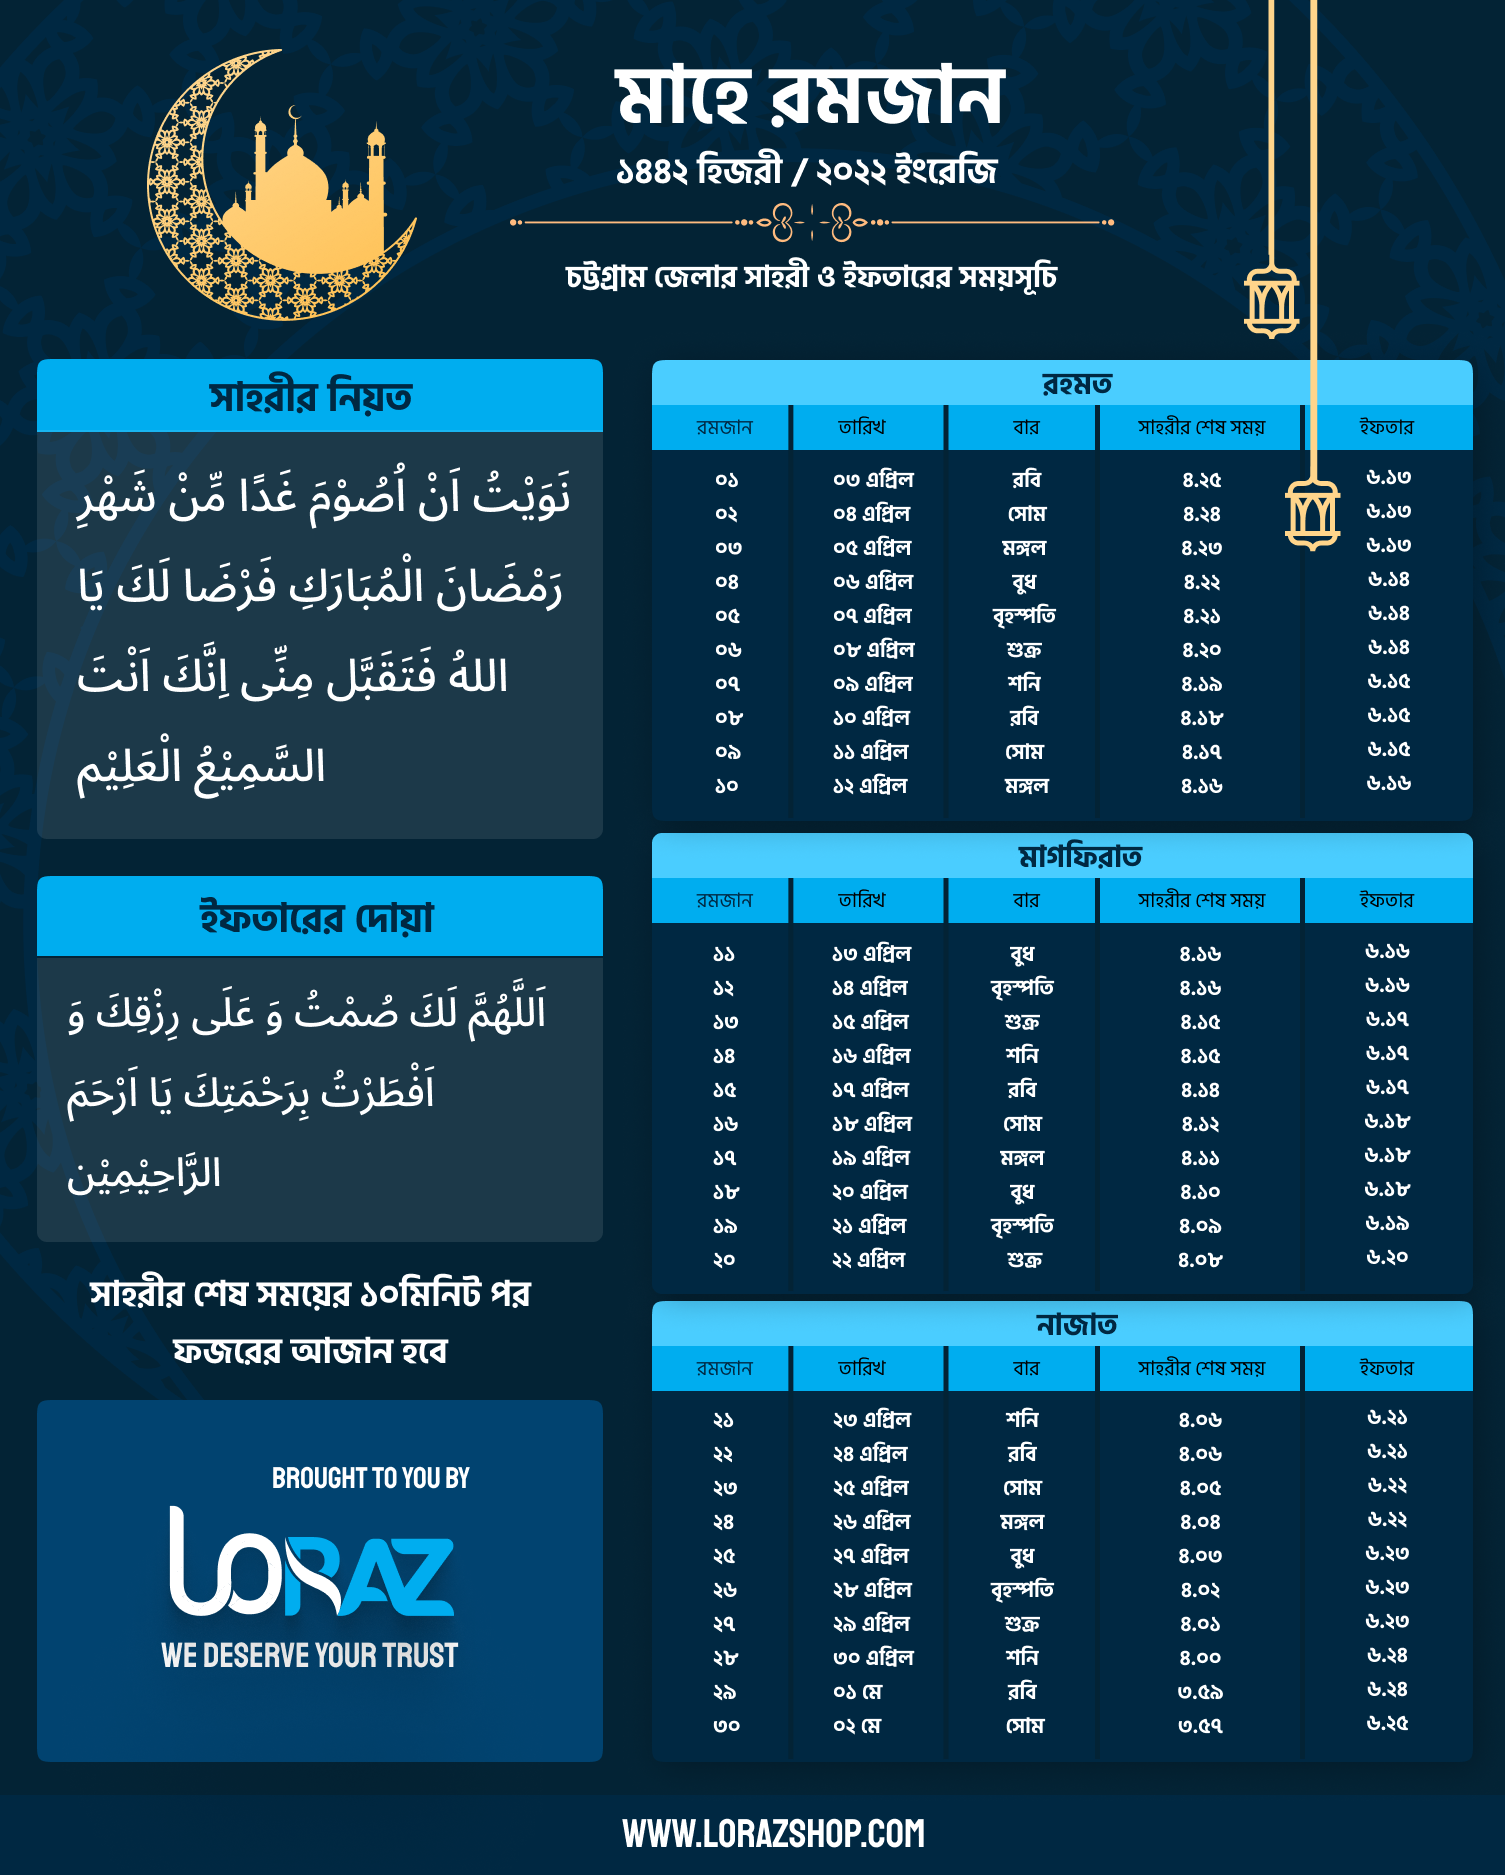 মাহে রমজান
১৪৪২ হিজরী / ২০২২ ইংরেজি
চট্টগ্রাম জেলার সাহরী ও ইফতারের সময়সূচি
সাহরীর নিয়ত
نَوَيْتُ اَنْ اُصُوْمَ غَدًا مِّنْ شَهْرِ
رَمْضَانَ الْمُبَارَكِ فَرْضَا لَكَ يَا
اللهُ فَتَقَبَّل مِنِّى اِنَّكَ اَنْتَ
السَّمِيْعُ الْعَلِيْم
ইফতারের দোয়া
اَللَّهُمَّ لَكَ صُمْتُ وَ عَلَى رِزْقِكَ وَ
اَفْطَرْتُ بِرَحْمَتِكَ يَا اَرْحَمَ
الرَّاحِيْمِيْن
সাহরীর শেষ সময়ের ১০মিনিট পর
ফজরের আজান হবে
BROUGHT TO YOU BY
LORAZ
WE DESERVE YOUR TRUST
রহমত
রমজান তারিখ বার সাহরীর শেষ সময় ইফতার
০১ ০৩ এপ্রিল রবি ৪.২৫ ৬.১৩
০২ ০৪ এপ্রিল সোম ৪.২৪ ৬.১৩
০৩ ০৫ এপ্রিল মঙ্গল ৪.২৩ ৬.১৩
০৪ ০৬ এপ্রিল বুধ ৪.২২ ৬.১৪
০৫ ০৭ এপ্রিল বৃহস্পতি ৪.২১ ৬.১৪
০৬ ০৮ এপ্রিল শুক্র ৪.২০ ৬.১৪
০৭ ০৯ এপ্রিল শনি ৪.১৯ ৬.১৫
০৮ ১০ এপ্রিল রবি ৪.১৮ ৬.১৫
০৯ ১১ এপ্রিল সোম ৪.১৭ ৬.১৫
১০ ১২ এপ্রিল মঙ্গল ৪.১৬ ৬.১৬
মাগফিরাত
রমজান তারিখ বার সাহরীর শেষ সময় ইফতার
১১ ১৩ এপ্রিল বুধ ৪.১৬ ৬.১৬
১২ ১৪ এপ্রিল বৃহস্পতি ৪.১৬ ৬.১৬
১৩ ১৫ এপ্রিল শুক্র ৪.১৫ ৬.১৭
১৪ ১৬ এপ্রিল শনি ৪.১৫ ৬.১৭
১৫ ১৭ এপ্রিল রবি ৪.১৪ ৬.১৭
১৬ ১৮ এপ্রিল সোম ৪.১২ ৬.১৮
১৭ ১৯ এপ্রিল মঙ্গল ৪.১১ ৬.১৮
১৮ ২০ এপ্রিল বুধ ৪.১০ ৬.১৮
১৯ ২১ এপ্রিল বৃহস্পতি ৪.০৯ ৬.১৯
২০ ২২ এপ্রিল শুক্র ৪.০৮ ৬.২০
নাজাত
রমজান তারিখ বার সাহরীর শেষ সময় ইফতার
২১ ২৩ এপ্রিল শনি ৪.০৬ ৬.২১
২২ ২৪ এপ্রিল রবি ৪.০৬ ৬.২১
২৩ ২৫ এপ্রিল সোম ৪.০৫ ৬.২২
২৪ ২৬ এপ্রিল মঙ্গল ৪.০৪ ৬.২২
২৫ ২৭ এপ্রিল বুধ ৪.০৩ ৬.২৩
২৬ ২৮ এপ্রিল বৃহস্পতি ৪.০২ ৬.২৩
২৭ ২৯ এপ্রিল শুক্র ৪.০১ ৬.২৩
২৮ ৩০ এপ্রিল শনি ৪.০০ ৬.২৪
২৯ ০১ মে রবি ৩.৫৯ ৬.২৪
৩০ ০২ মে সোম ৩.৫৭ ৬.২৫
WWW.LORAZSHOP.COM